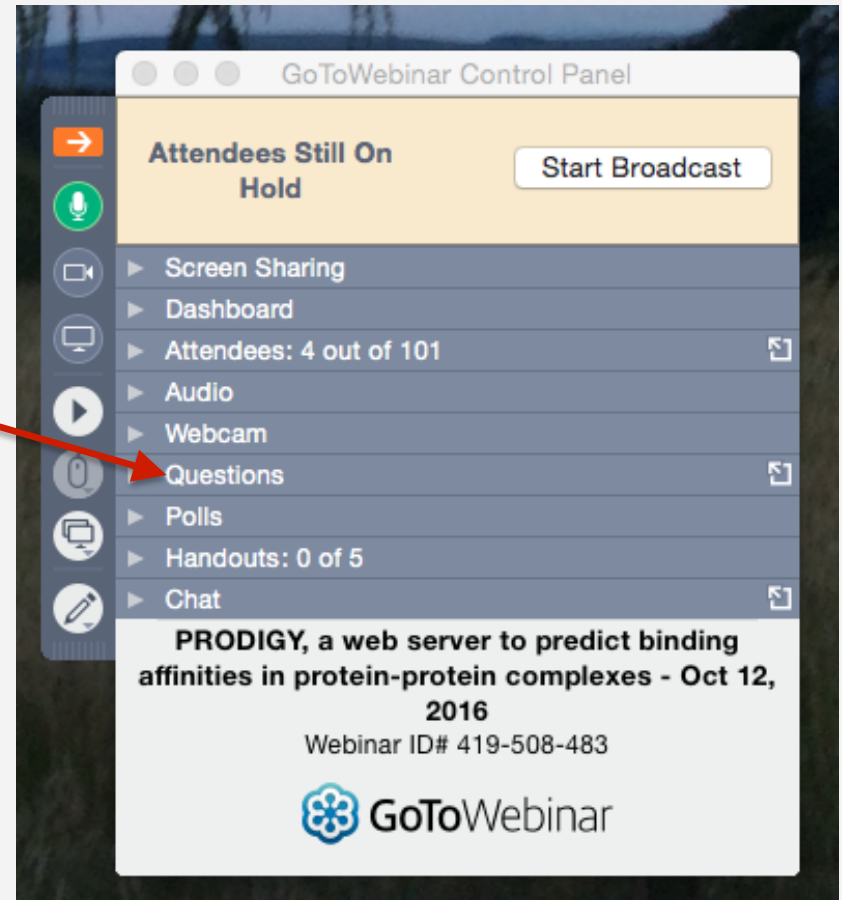 GoToWebinar Control Panel
Attendees Still On
Hold
Start Broadcast
Screen Sharing
Dashboard
Attendees: 4 out of 101
Audio
Webcam
Questions
Polls
Handouts: 0 of 5
Chat
PRODIGY, a web server to predict binding
affinities in protein-protein complexes - Oct 12,
2016
Webinar ID# 419-508-483
GoToWebinar